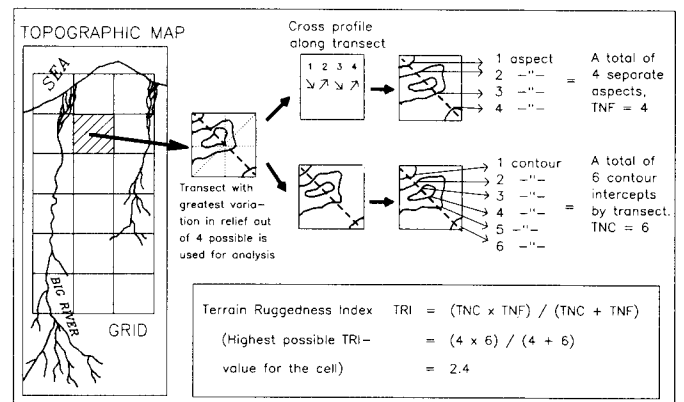 TOPOGRAPHIC MAP
SEA
BIG RIVER
GRID
Transect with
greatest varia-
tion in relief out
of 4 possible is
used for analysis
Cross profile
along transect
1 2 3 4
1 aspect
2 -"-
3 -"-
4 -"-
=
A total of
4 separate
aspects,
TNF = 4
1 contour
2 -"-
3 -"-
4 -"-
5 -"-
6 -"-
=
A total of
6 contour
intercepts
by transect.
TNC = 6
Terrain Ruggedness Index TRI = (TNC x TNF) / (TNC + TNF)
(Highest possible TRI- = (4 x 6) / (4 + 6)
value for the cell) = 2.4